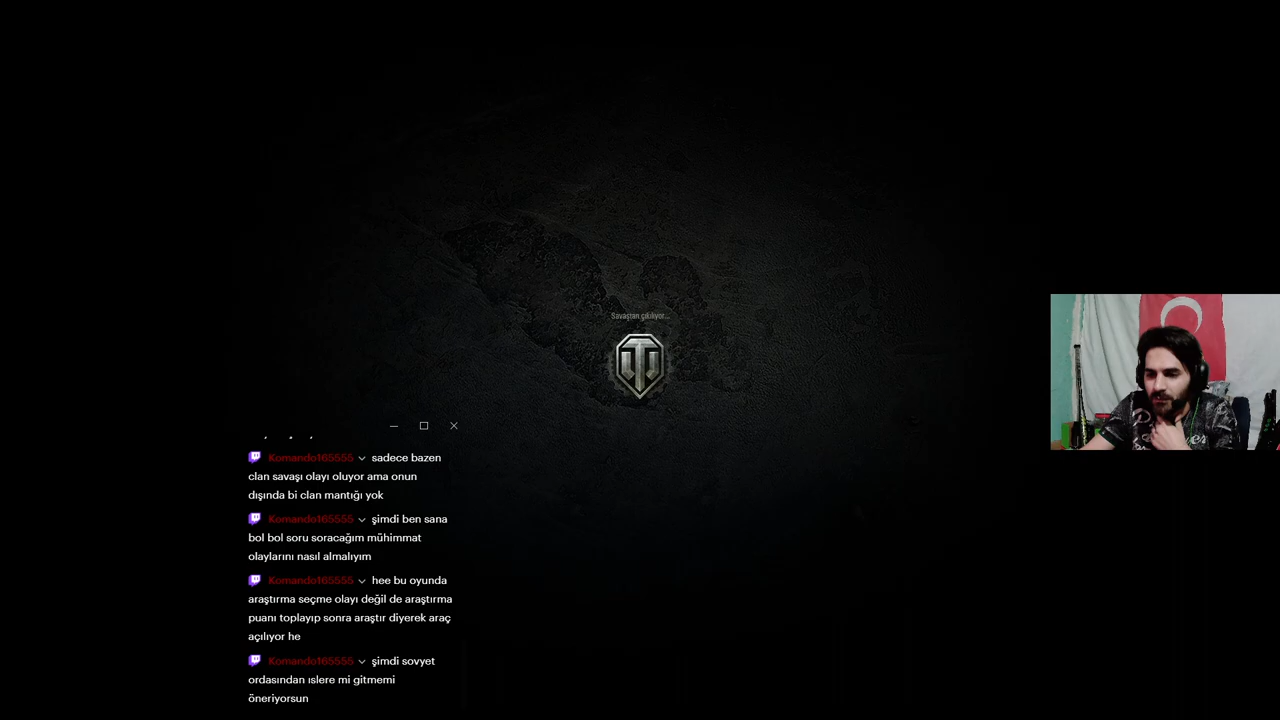 Savaştan çıkılıyor...
Komando165555 sadece bazen
clan savaşı olayı oluyor ama onun
dışında bi clan mantığı yok
Komando165555 şimdi ben sana
bol bol soru soracağım mühimmat
olaylarını nasıl almalıyım
Komando165555 hee bu oyunda
araştırma seçme olayı değil de araştırma
puanı toplayıp sonra araştır diyerek araç
açılıyor he
Komando165555 şimdi sovyet
ordasından ıslere mi gitmemi
öneriyorsun